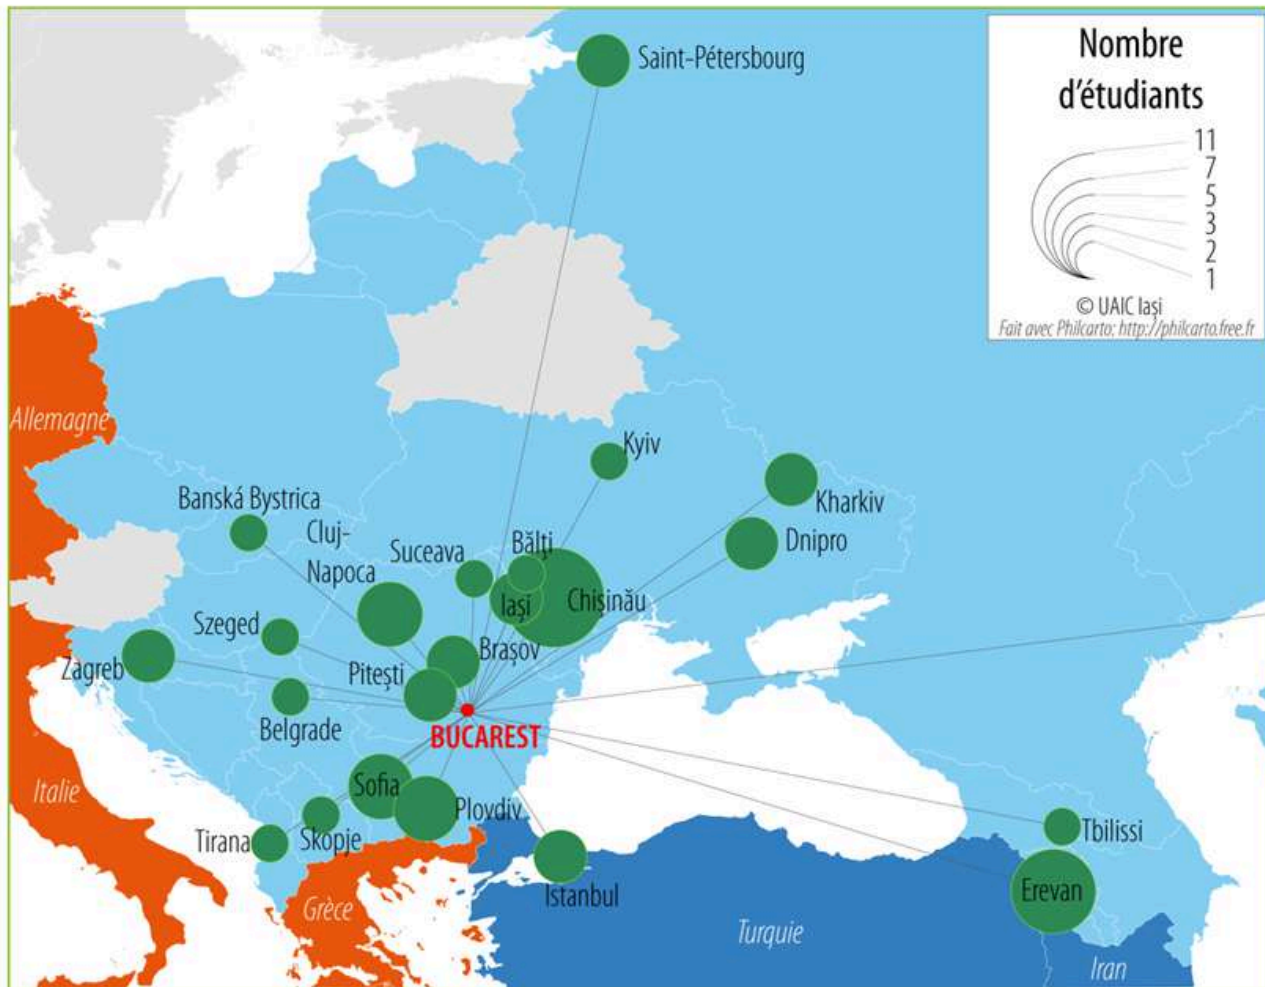 Saint-Pétersbourg
Nombre
d'étudiants
11
7
5
3
2
1
© UAIC Iași
Fait avec Philcarto: http://philcarto.free.fr
Allemagne
Kyiv
Kharkiv
Dnipro
Banská Bystrica
Cluj-
Napoca
Suceava
Bălți
Iași
Chisinău
Szeged
Zagreb
Brașov
Pitești
Belgrade
BUCAREST
Italie
Sofia
Plovdiv
Tirana
Skopje
Istanbul
Grèce
Turquie
Tbilissi
Erevan
Iran